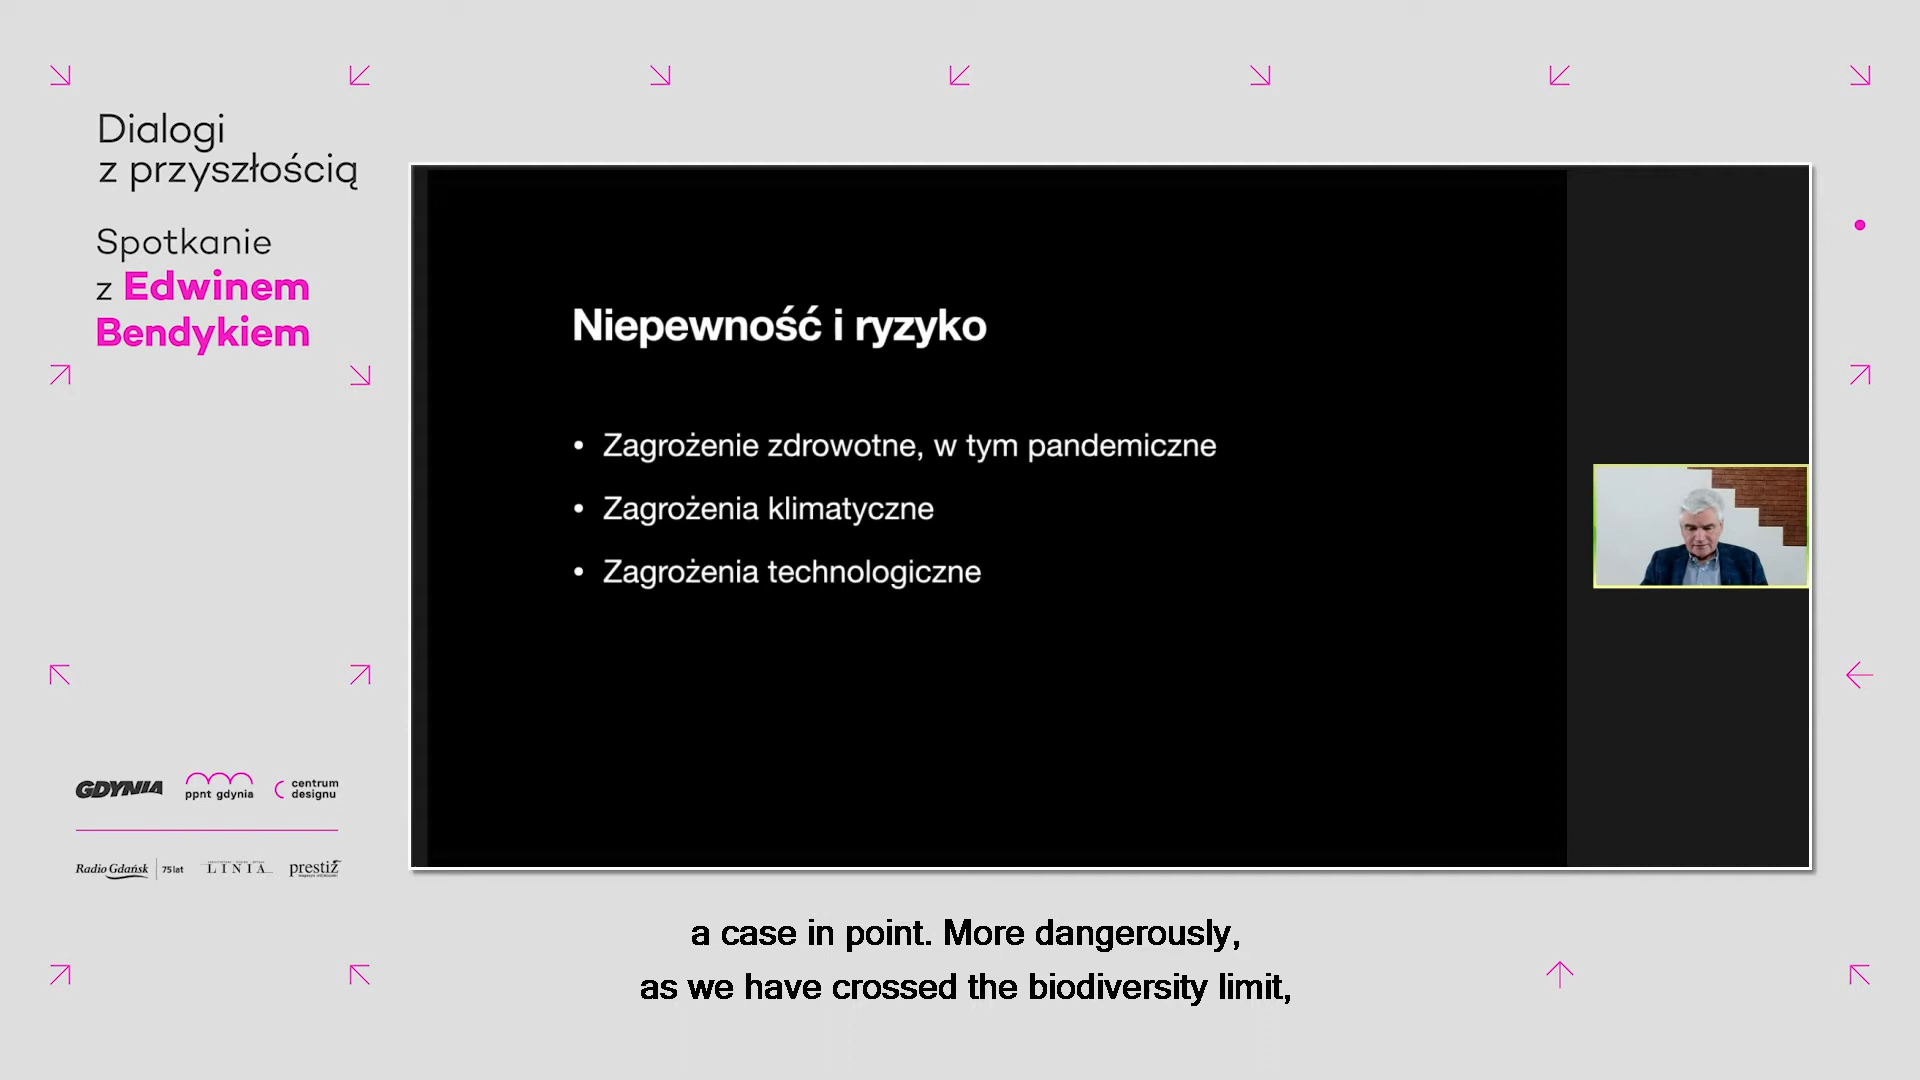 Dialogi
z przyszłością
Spotkanie
z Edwinem
Bendykiem
Niepewność i ryzyko
• Zagrożenie zdrowotne, w tym pandemiczne
• Zagrożenia klimatyczne
• Zagrożenia technologiczne
GDYNIA
ppnt gdynia
centrum
designu
Radio Gdańsk 75 lat
LINIA
prestiż
a case in point. More dangerously,
as we have crossed the biodiversity limit,